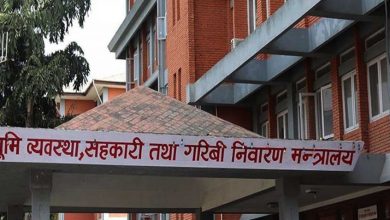 भूमि व्यवस्था,सहकारी तथा गरिबी निवारण मन्त्रालय